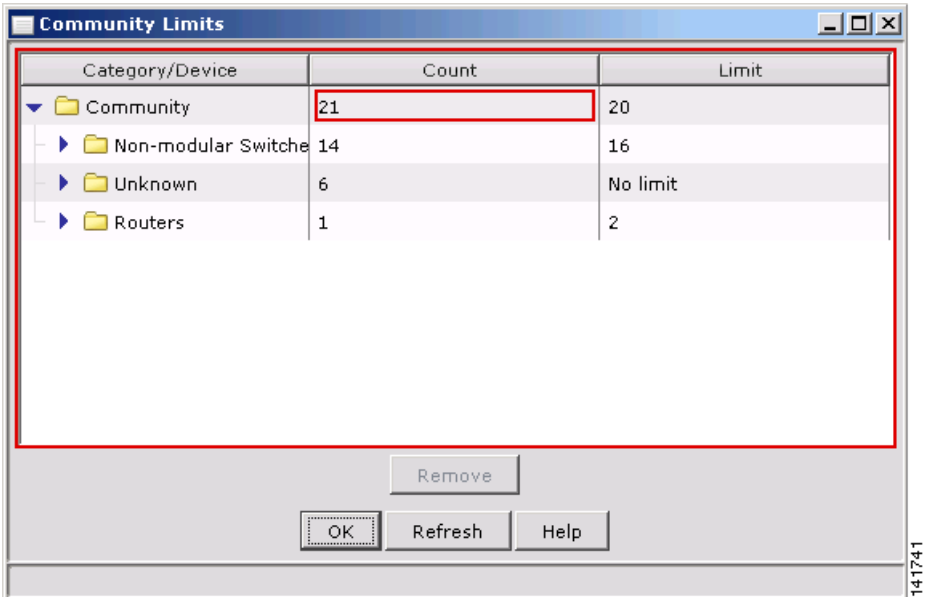 Community Limits
Category/Device Count Limit
Community 21 20
Non-modular Switche 14 16
Unknown 6 No limit
Routers 1 2
Remove
OK Refresh Help
141741